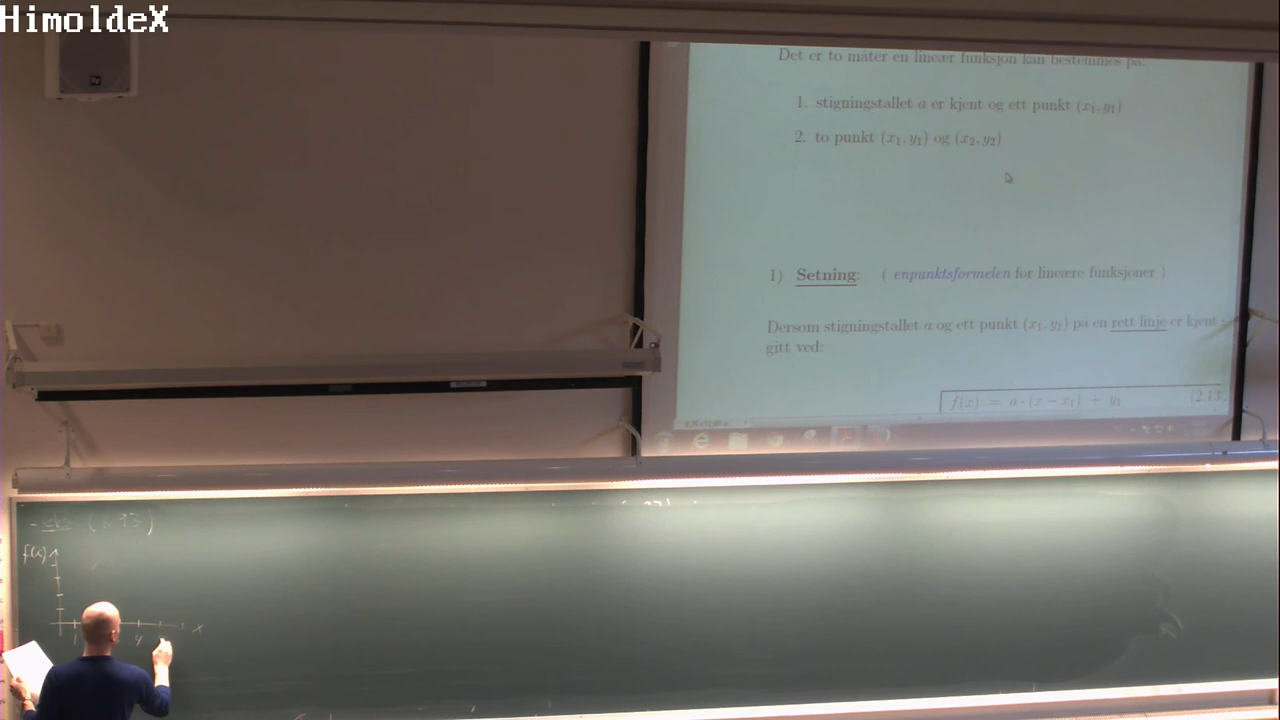 HimoldeX
Det er to måter en lineær funksjon kan bestemmes på:
1. stigningstallet a er kjent og ett punkt (x₁, y₁)
2. to punkt (x₁, y₁) og (x₂, y₂)
1) Setning: ( enpunktsformelen for lineære funksjoner )
Dersom stigningstallet a og ett punkt (x₁, y₁) på en rett linje er kjent
gitt ved:
f(x) = a · (x − x₁) + y₁ (2.13)
f(x)
1 4 x